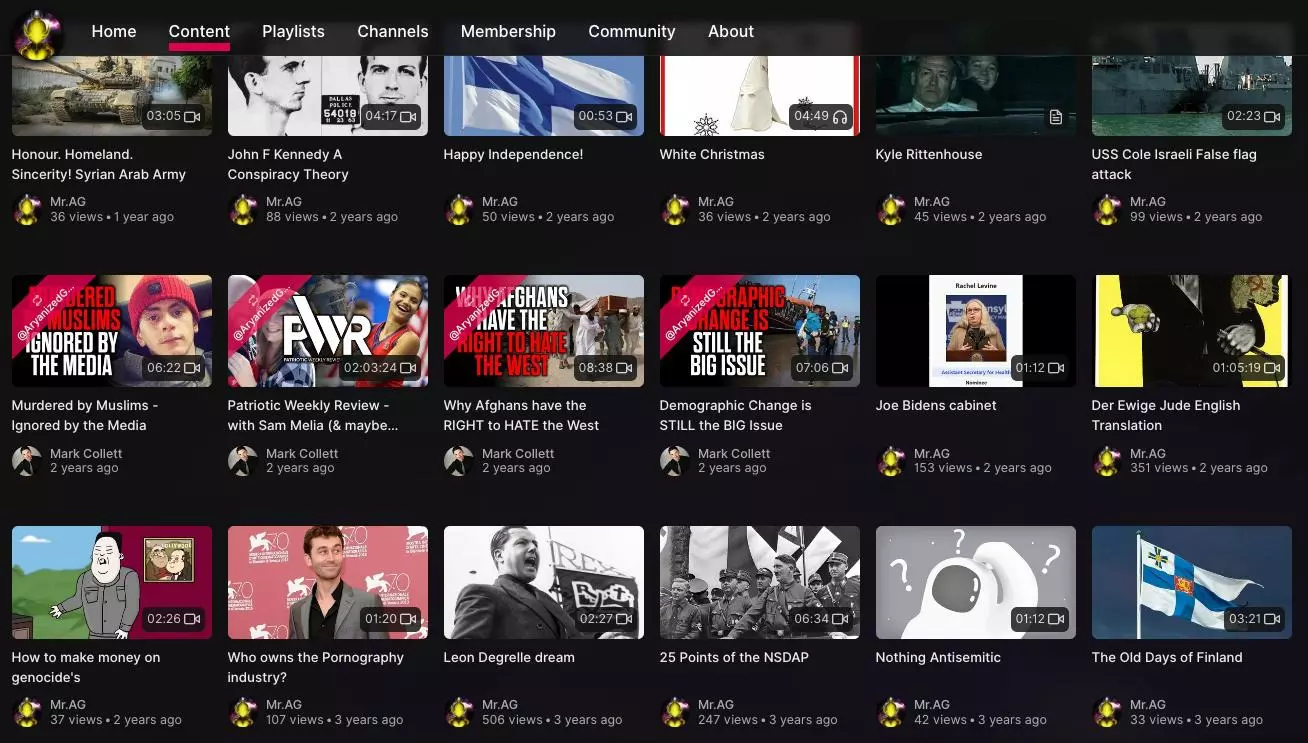 Home Content Playlists Channels Membership Community About
DALLAS
POLICE
54018
11 23 63
03:05 04:17 00:53 04:49 02:23
Honour. Homeland. John F Kennedy A Happy Independence! White Christmas Kyle Rittenhouse USS Cole Israeli False flag
Sincerity! Syrian Arab Army Conspiracy Theory attack
Mr.AG Mr.AG Mr.AG Mr.AG Mr.AG Mr.AG
36 views • 1 year ago 88 views • 2 years ago 50 views • 2 years ago 36 views • 2 years ago 45 views • 2 years ago 99 views • 2 years ago
@AryanizedG... @AryanizedG... @AryanizedG... @AryanizedG...
IGNORED BY
THE MEDIA
PWR
PATRIOTIC WEEKLY REVIEW
WHY AFGHANS
HAVE THE
RIGHT TO HATE
THE WEST
DEMOGRAPHIC
CHANGE IS
STILL THE
BIG ISSUE
Rachel Levine
Assistant Secretary for Health
Nominee
06:22 02:03:24 08:38 07:06 01:12 01:05:19
Murdered by Muslims - Patriotic Weekly Review - Why Afghans have the Demographic Change is Joe Bidens cabinet Der Ewige Jude English
Ignored by the Media with Sam Melia (& maybe... RIGHT to HATE the West STILL the BIG Issue Translation
Mark Collett Mark Collett Mark Collett Mark Collett Mr.AG Mr.AG
2 years ago 2 years ago 2 years ago 2 years ago 153 views • 2 years ago 351 views • 2 years ago
HOLLYWOOD
70
REX
02:26 01:20 02:27 06:34 01:12 03:21
How to make money on Who owns the Pornography Leon Degrelle dream 25 Points of the NSDAP Nothing Antisemitic The Old Days of Finland
genocide's industry?
Mr.AG Mr.AG Mr.AG Mr.AG Mr.AG Mr.AG
37 views • 2 years ago 107 views • 3 years ago 506 views • 3 years ago 247 views • 3 years ago 42 views • 3 years ago 33 views • 3 years ago